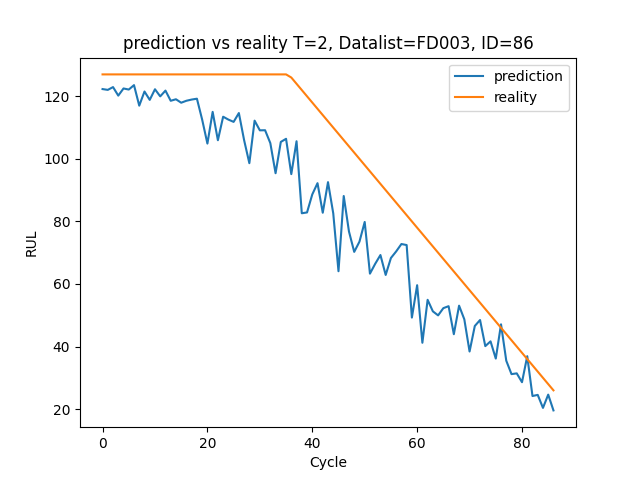 prediction vs reality T=2, Datalist=FD003, ID=86
prediction
reality
120
100
80
60
40
20
RUL
0
20
40
60
80
Cycle